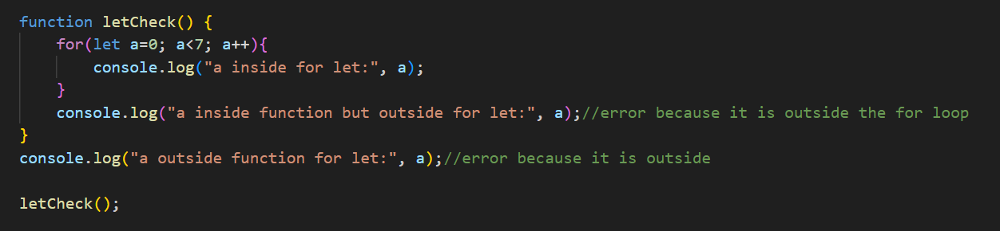 function letCheck() {
    for(let a=0; a<7; a++){
        console.log("a inside for let:", a);
    }
    console.log("a inside function but outside for let:", a);//error because it is outside the for loop
}
console.log("a outside function for let:", a);//error because it is outside

letCheck();